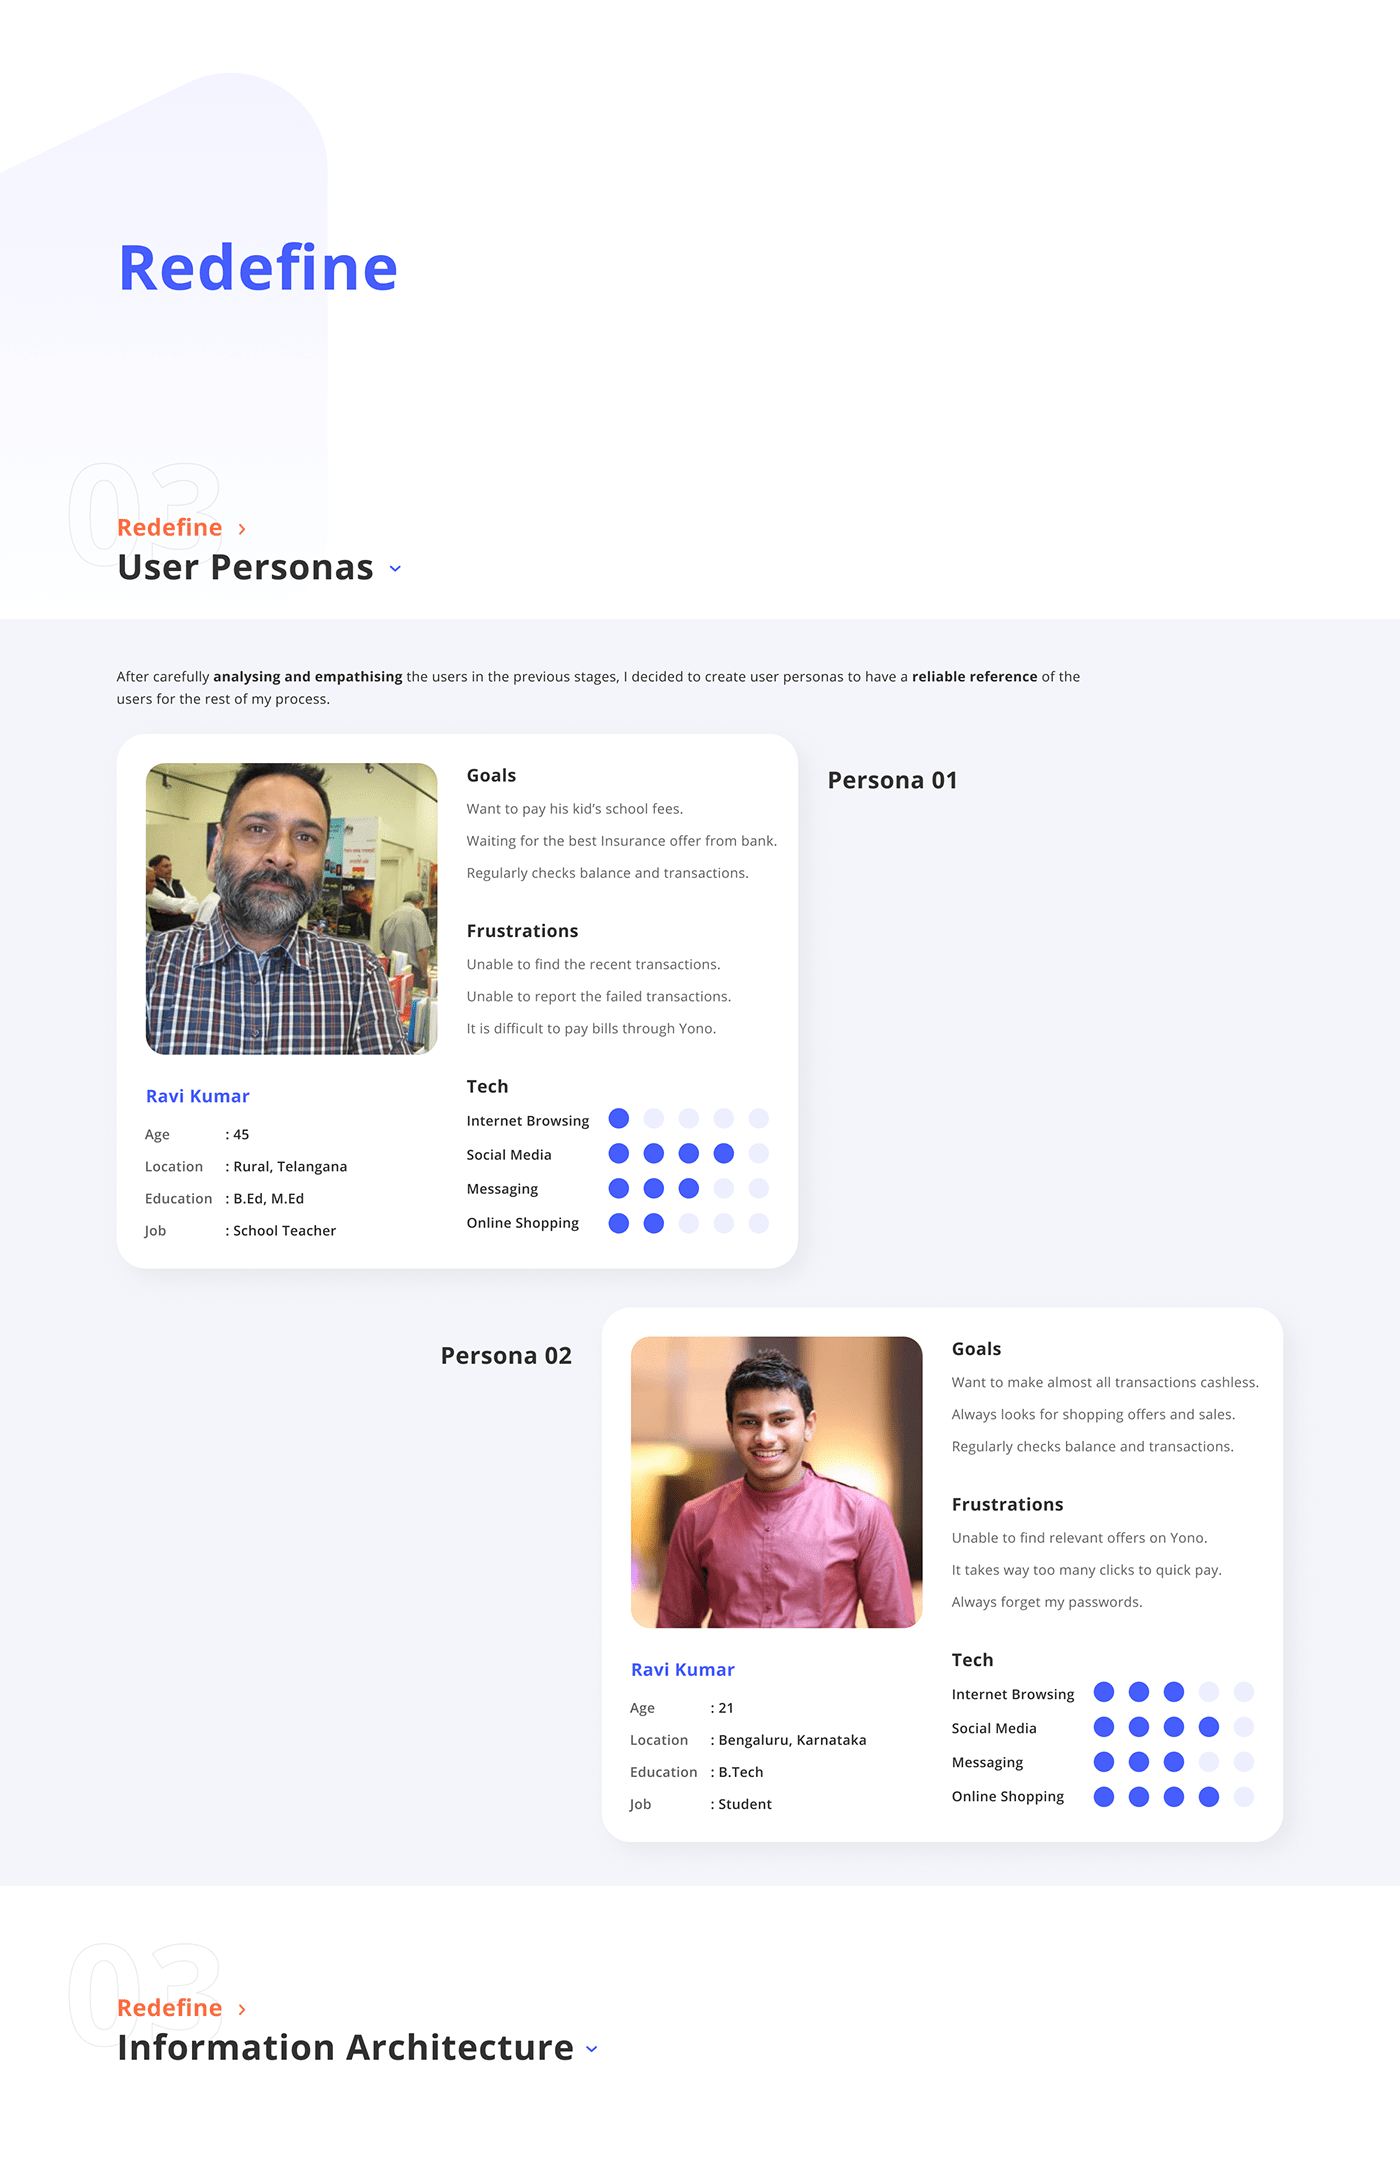 Redefine
03
Redefine
User Personas
After carefully analysing and empathising the users in the previous stages, I decided to create user personas to have a reliable reference of the
users for the rest of my process.
Persona 01
Ravi Kumar
Age : 45
Location : Rural, Telangana
Education : B.Ed, M.Ed
Job : School Teacher
Goals
Want to pay his kid’s school fees.
Waiting for the best Insurance offer from bank.
Regularly checks balance and transactions.
Frustrations
Unable to find the recent transactions.
Unable to report the failed transactions.
It is difficult to pay bills through Yono.
Tech
Internet Browsing
Social Media
Messaging
Online Shopping
Persona 02
Ravi Kumar
Age : 21
Location : Bengaluru, Karnataka
Education : B.Tech
Job : Student
Goals
Want to make almost all transactions cashless.
Always looks for shopping offers and sales.
Regularly checks balance and transactions.
Frustrations
Unable to find relevant offers on Yono.
It takes way too many clicks to quick pay.
Always forget my passwords.
Tech
Internet Browsing
Social Media
Messaging
Online Shopping
03
Redefine
Information Architecture